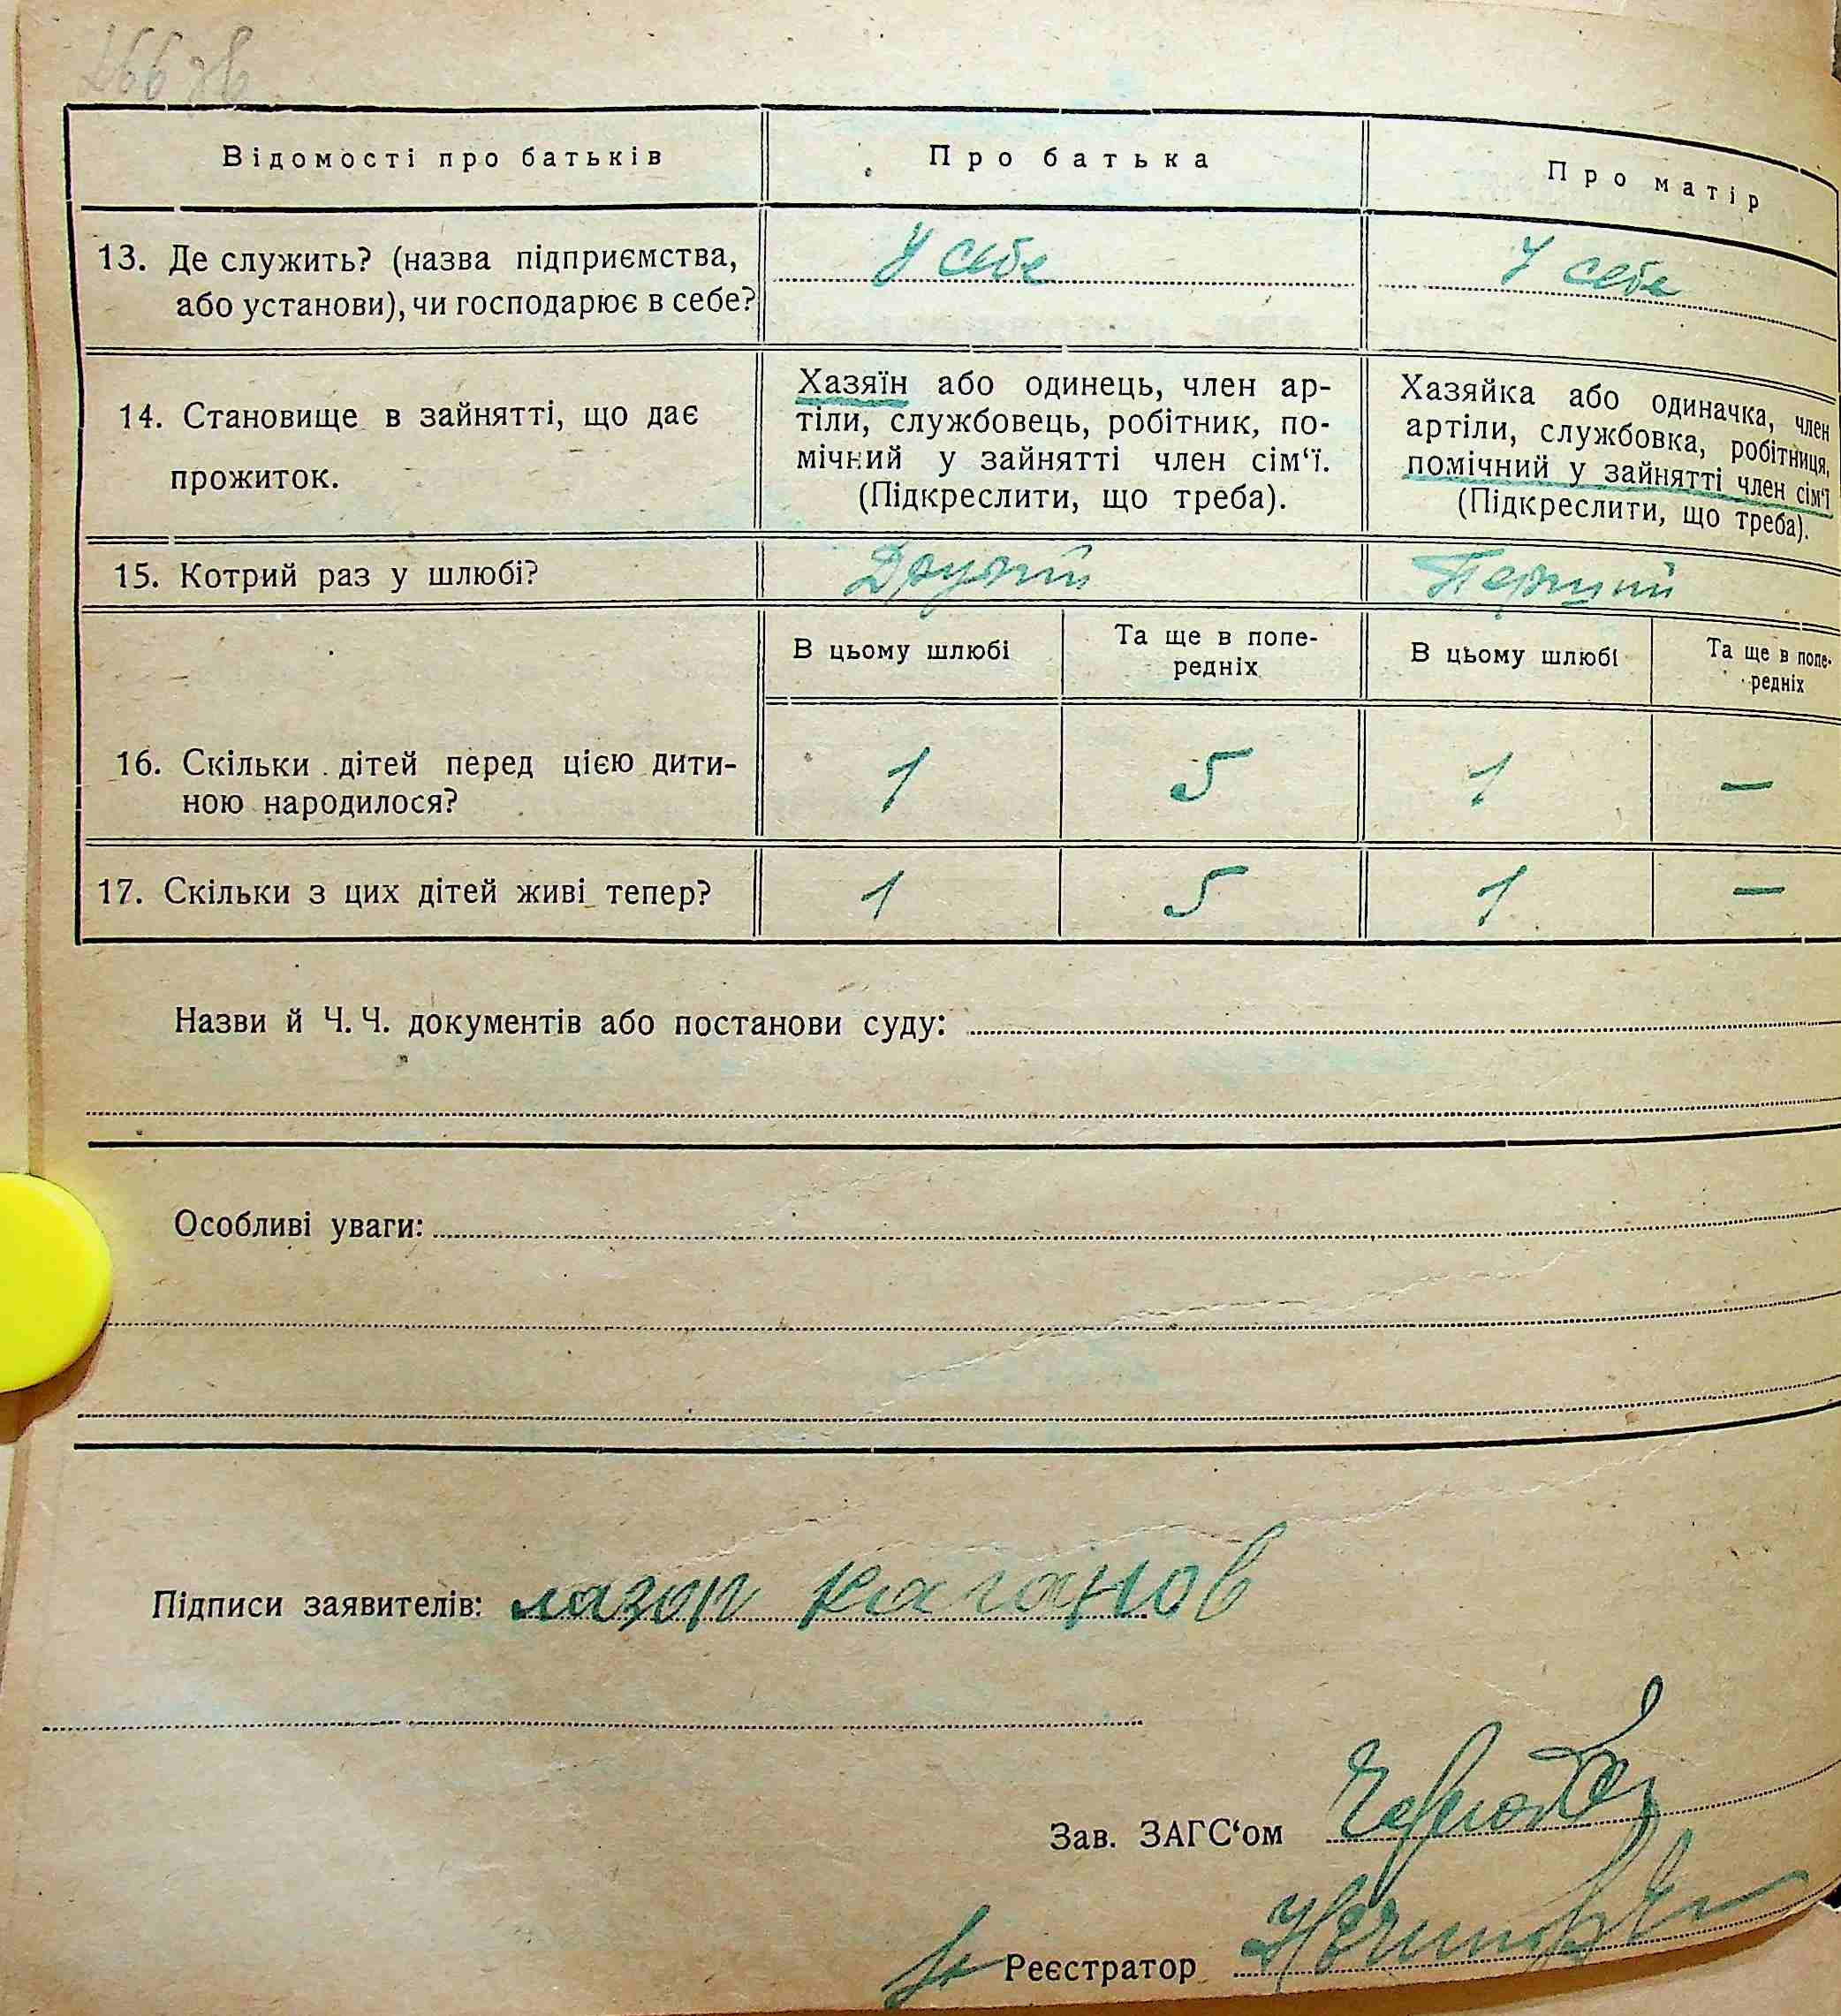 266 зв
Відомості про батьків Про батька Про матір
13. Де служить? (назва підприємства, або установи), чи господарює в себе? У себе У себе
14. Становище в зайнятті, що дає прожиток.
Хазяїн або одинець, член ар-
тіли, службовець, робітник, по-
мічний у зайнятті член сім‘ї.
(Підкреслити, що треба).
Хазяйка або одиначка, член
артіли, службовка, робітниця,
помічний у зайнятті член сім‘ї
(Підкреслити, що треба).
15. Котрий раз у шлюбі? Другий Перший
В цьому шлюбі Та ще в попе-
редніх В цьому шлюбі Та ще в попе-
редніх
16. Скільки дітей перед цією дити-
ною народилося? 1 5 1 —
17. Скільки з цих дітей живі тепер? 1 5 1 —
Назви й Ч. Ч. документів або постанови суду:
Особливі уваги:
Підписи заявителів: лазоп каганов
Зав. ЗАГС‘ом
Реєстратор